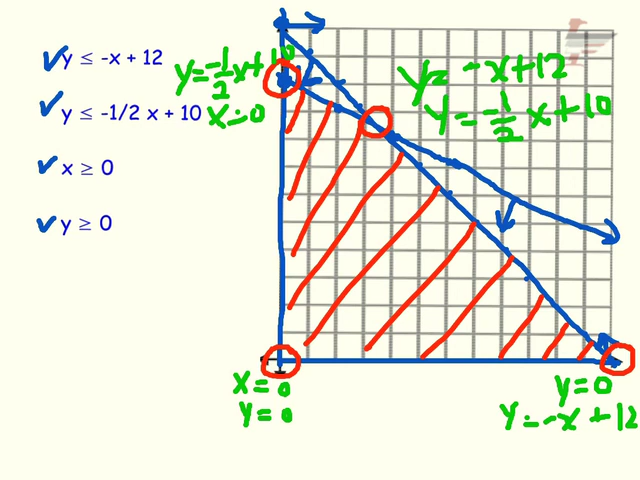 y ≤ -x + 12
y ≤ -1/2 x + 10
x ≥ 0
y ≥ 0
y = -1/2 x + 10
x = 0
y = -x + 12
y = -1/2 x + 10
x = 0
y = 0
y = 0
y = -x + 12